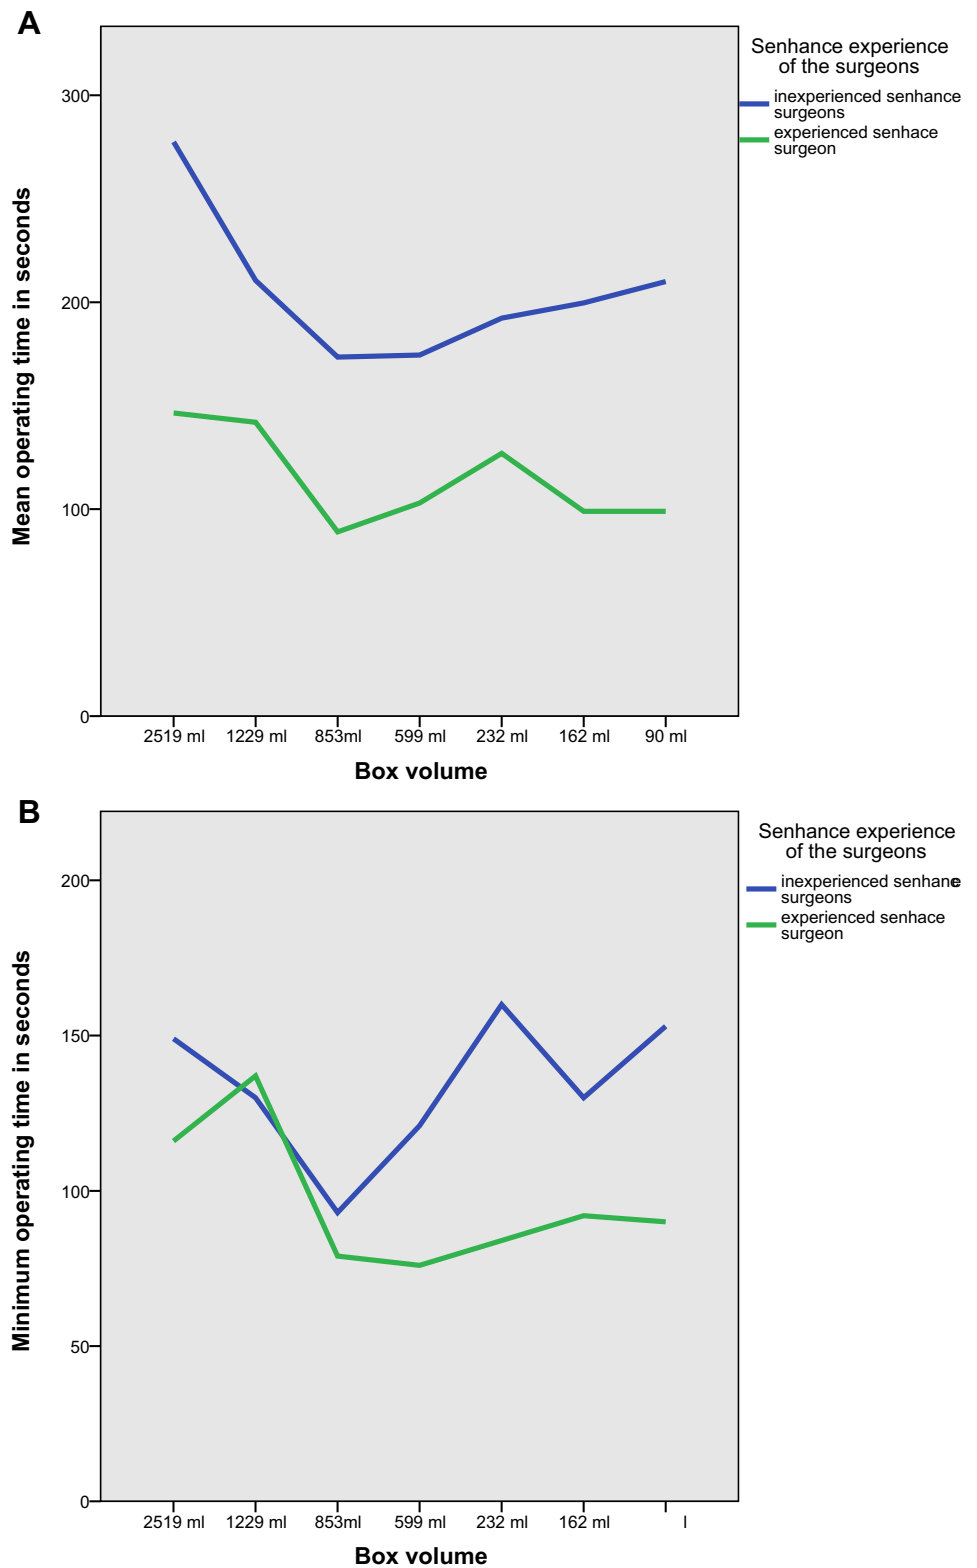 A
Senhance experience
of the surgeons
inexperienced senhance
surgeons
experienced senhace
surgeon
Mean operating time in seconds
300
200
100
0
2519 ml 1229 ml 853ml 599 ml 232 ml 162 ml 90 ml
Box volume
B
Senhance experience
of the surgeons
inexperienced senhance
surgeons
experienced senhace
surgeon
Minimum operating time in seconds
200
150
100
50
0
2519 ml 1229 ml 853ml 599 ml 232 ml 162 ml l
Box volume